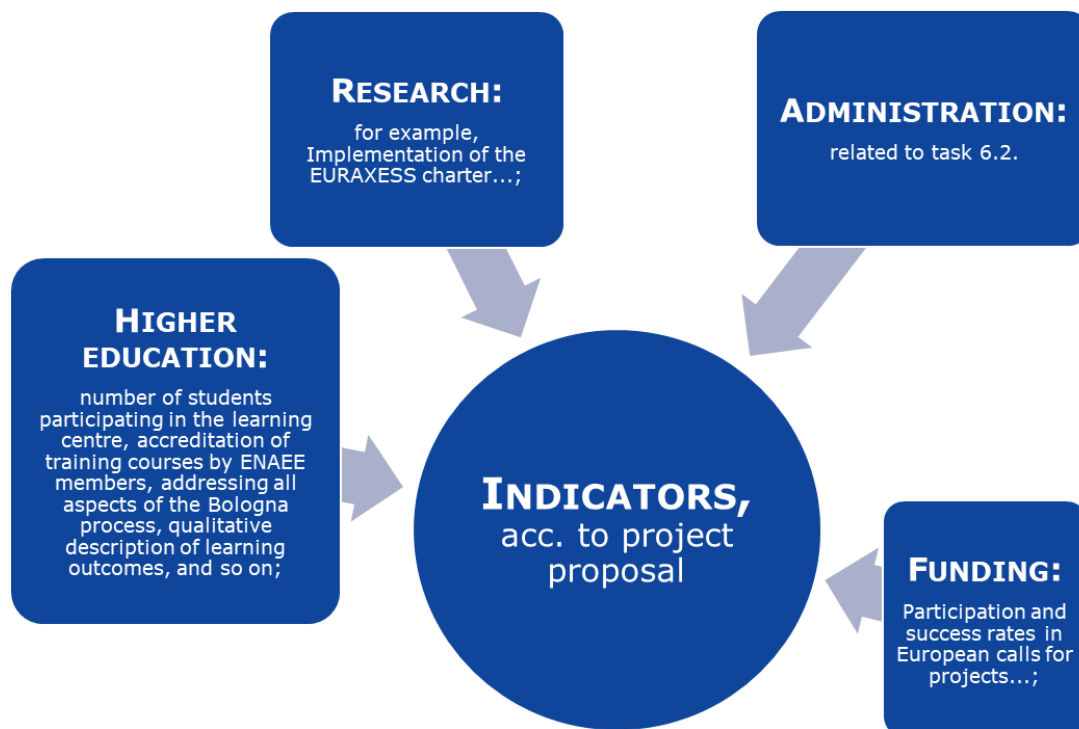 RESEARCH:
for example,
Implementation of the
EURAXESS charter...;
ADMINISTRATION:
related to task 6.2.
HIGHER
EDUCATION:
number of students
participating in the learning
centre, accreditation of
training courses by ENAEE
members, addressing all
aspects of the Bologna
process, qualitative
description of learning
outcomes, and so on;
INDICATORS,
acc. to project
proposal
FUNDING:
Participation and
success rates in
European calls for
projects...;